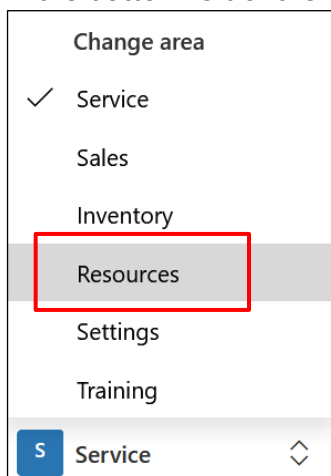 Change area
Service
Sales
Inventory
Resources
Settings
Training
S Service